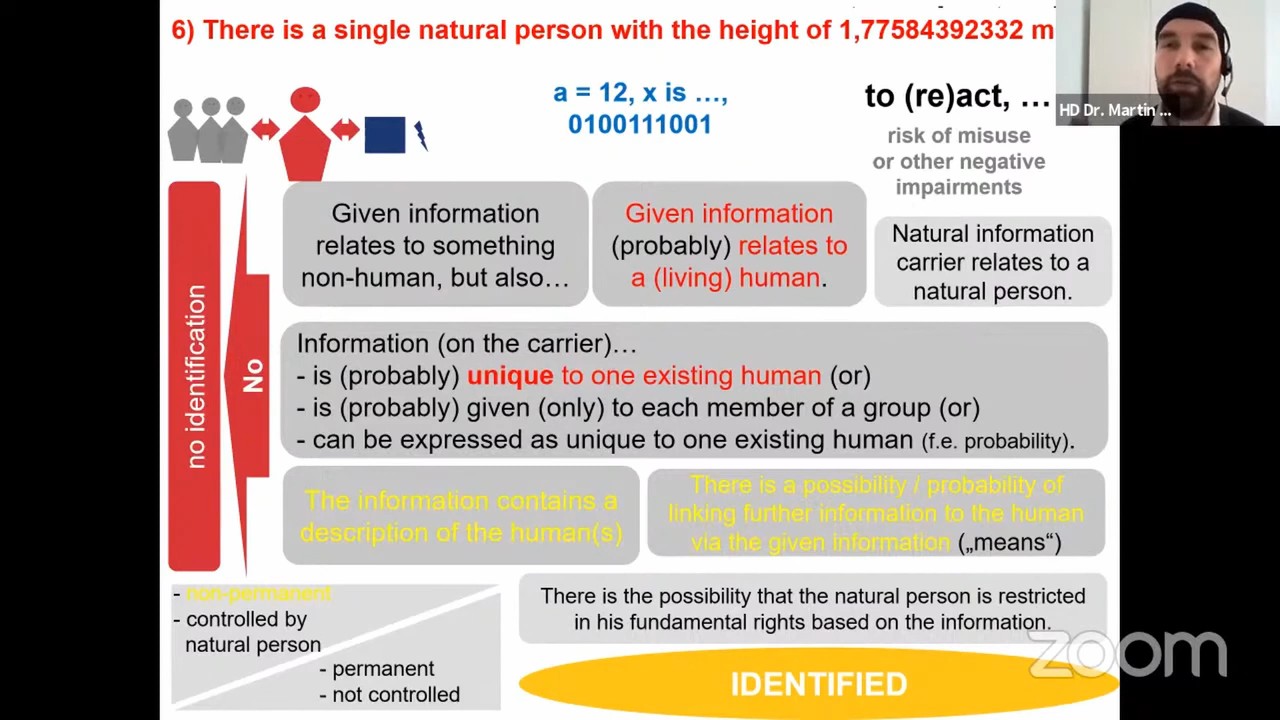 6) There is a single natural person with the height of 1,77584392332 m
a = 12, x is …,
0100111001
to (re)act, …
HD Dr. Martin ...
risk of misuse
or other negative
impairments
Given information
relates to something
non-human, but also…
Given information
(probably) relates to
a (living) human.
Natural information
carrier relates to a
natural person.
no identification
No
Information (on the carrier)…
- is (probably) unique to one existing human (or)
- is (probably) given (only) to each member of a group (or)
- can be expressed as unique to one existing human (f.e. probability).
The information contains a
description of the human(s)
There is a possibility / probability of
linking further information to the human
via the given information („means“)
- non-permanent
- controlled by
natural person
- permanent
- not controlled
There is the possibility that the natural person is restricted
in his fundamental rights based on the information.
IDENTIFIED
zoom